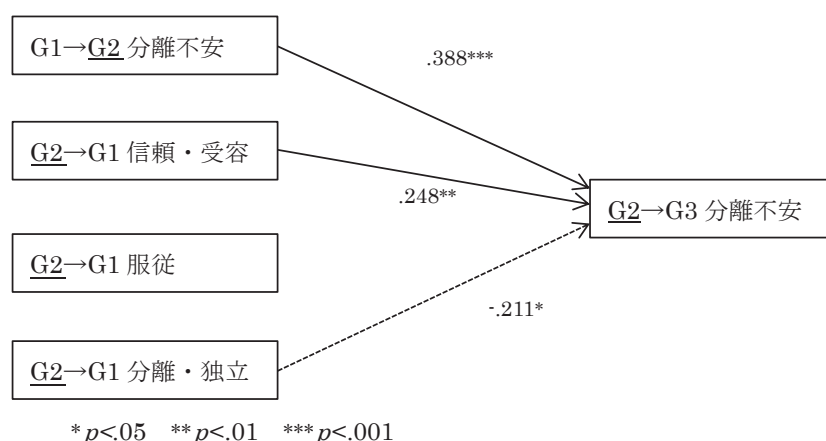 G1→G2 分離不安
.388***
G2→G1 信頼・受容
.248**
G2→G3 分離不安
G2→G1 服従
-.211*
G2→G1 分離・独立
*p<.05 **p<.01 ***p<.001